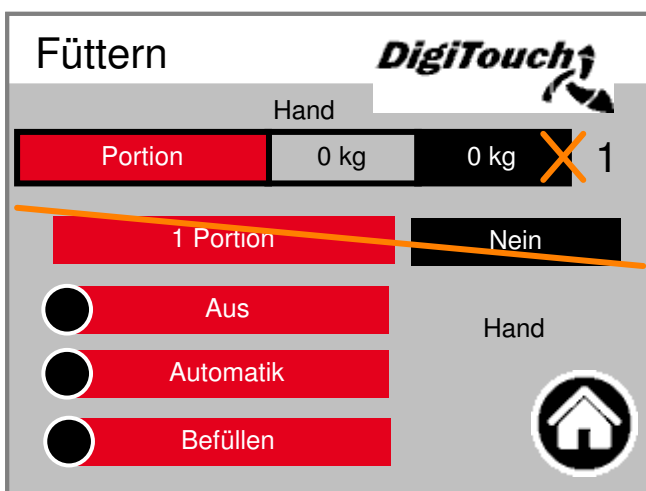 Füttern
DigiTouch
Hand
Portion 0 kg 0 kg 1
1 Portion Nein
Aus
Hand
Automatik
Befüllen